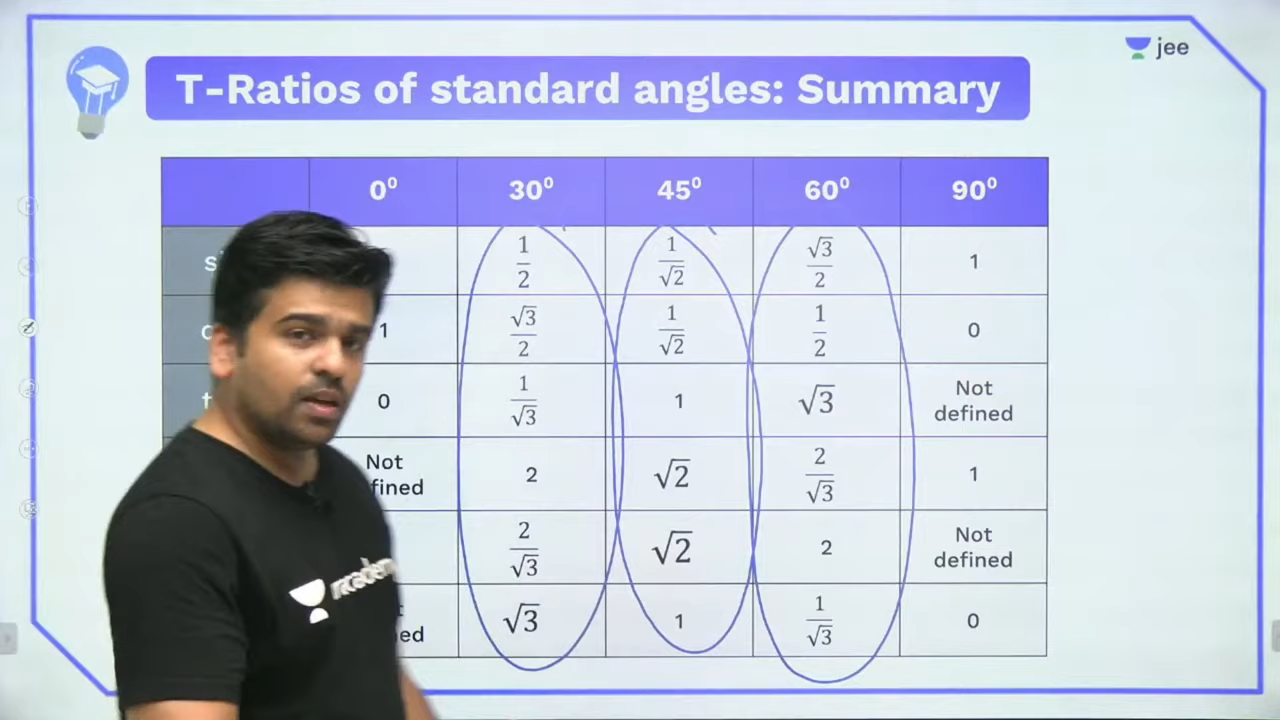 jee
T-Ratios of standard angles: Summary
0⁰ 30⁰ 45⁰ 60⁰ 90⁰
1/2 1/√2 √3/2 1
1 √3/2 1/√2 1/2 0
0 1/√3 1 √3 Not defined
Not 2 √2 2/√3 1
2/√3 √2 2 Not defined
√3 1 1/√3 0